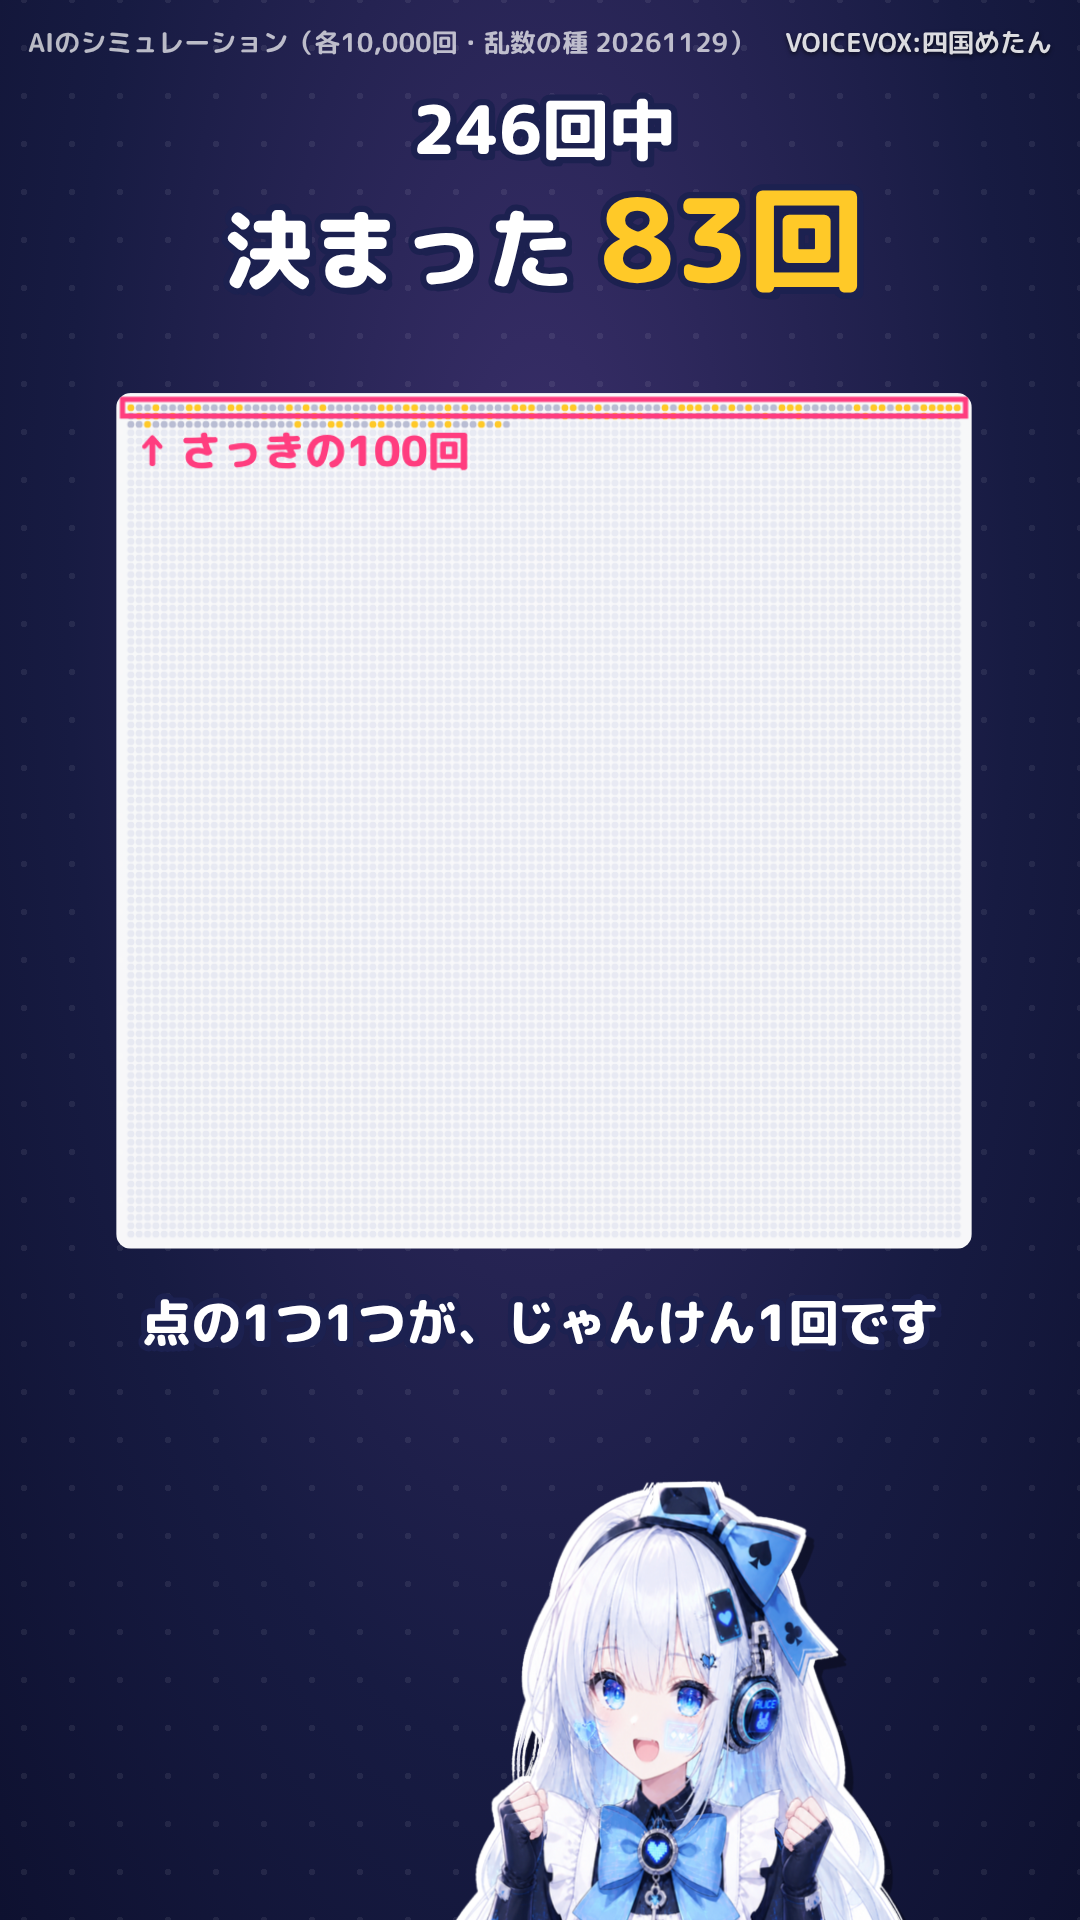 AIのシミュレーション（各10,000回・乱数の種 20261129） VOICEVOX:四国めたん
246回中
決まった 83回
↑ さっきの100回
点の1つ1つが、じゃんけん1回です
ALICE